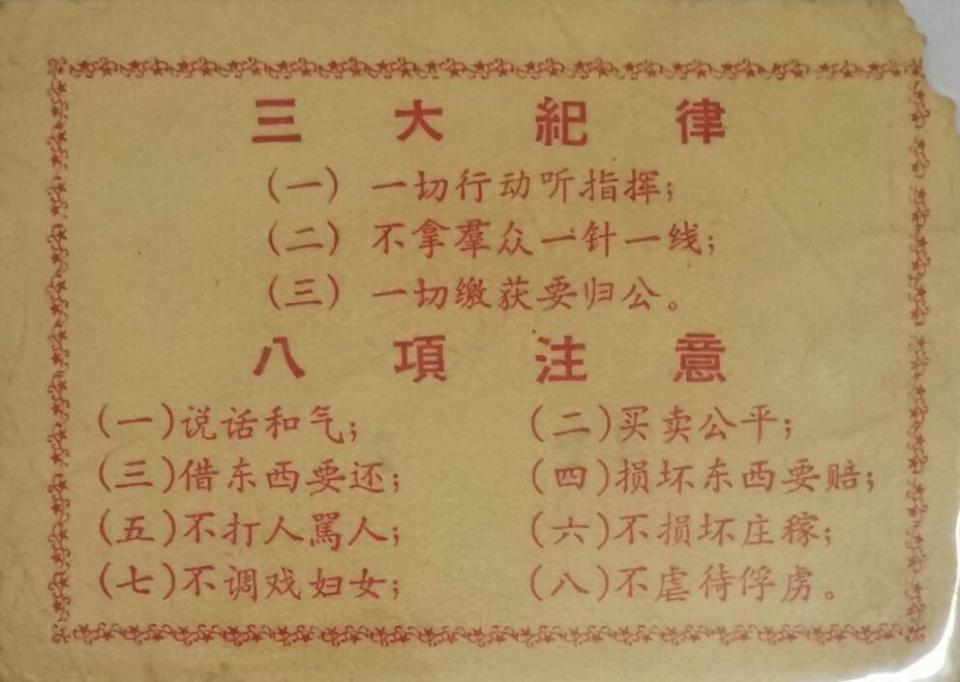 三大紀律
(一) 一切行动听指挥;
(二) 不拿羣众一针一线;
(三) 一切缴获要归公。
八項注意
(一)说话和气; (二)买卖公平;
(三)借东西要还; (四)损坏东西要赔;
(五)不打人駡人; (六)不损坏庄稼;
(七)不调戏妇女; (八)不虐待俘虏。